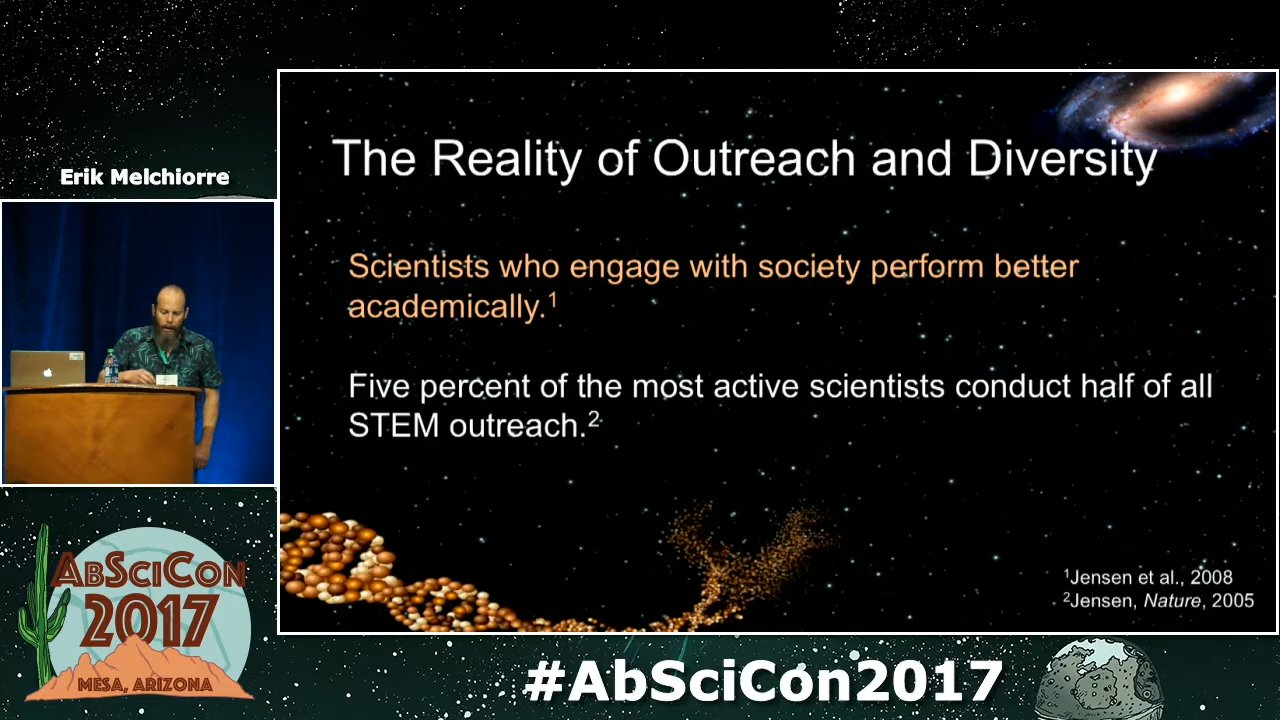 Erik Melchiorre
The Reality of Outreach and Diversity
Scientists who engage with society perform better
academically.1
Five percent of the most active scientists conduct half of all
STEM outreach.2
1Jensen et al., 2008
2Jensen, Nature, 2005
ABSCICON
2017
MESA, ARIZONA
#AbSciCon2017